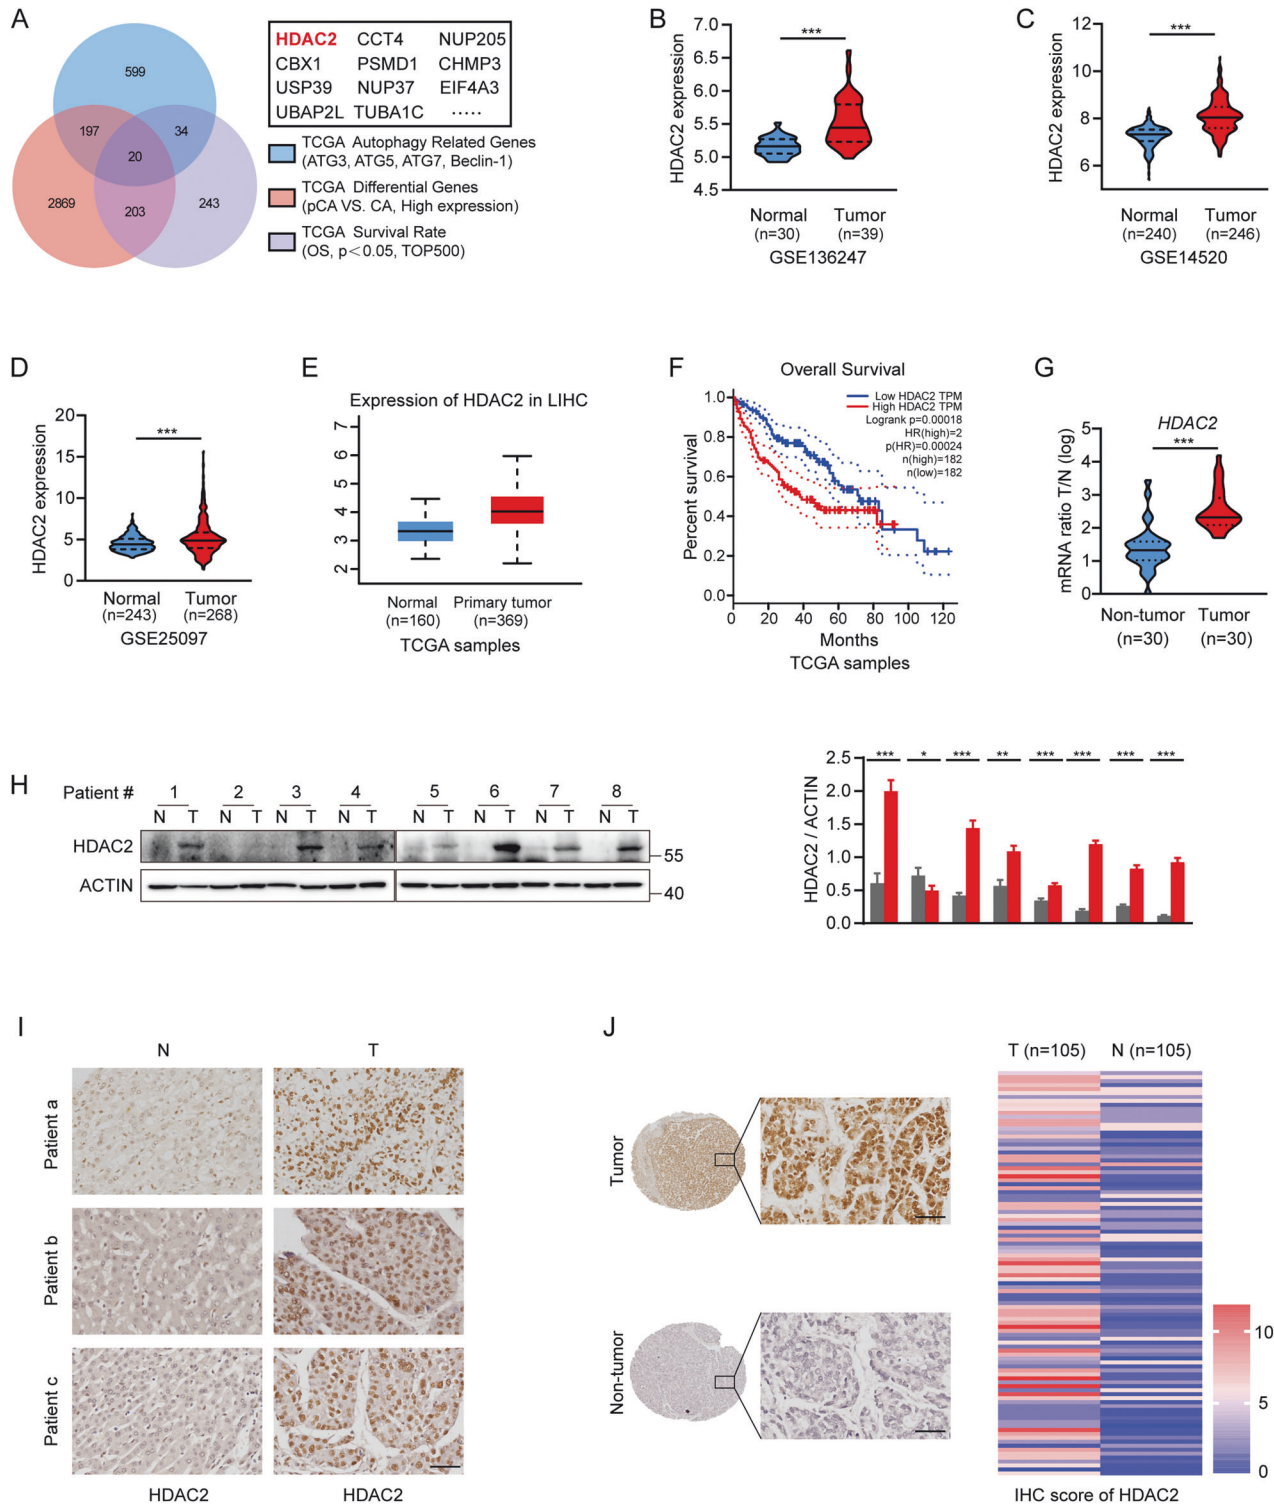 A
HDAC2 CCT4 NUP205
CBX1 PSMD1 CHMP3
USP39 NUP37 EIF4A3
UBAP2L TUBA1C .....
599
197
34
20
2869
203
243
TCGA Autophagy Related Genes
(ATG3, ATG5, ATG7, Beclin-1)
TCGA Differential Genes
(pCA VS. CA, High expression)
TCGA Survival Rate
(OS, p<0.05, TOP500)
B
HDAC2 expression
7.0
6.0
5.5
5.0
4.5
***
Normal
(n=30)
Tumor
(n=39)
GSE136247
C
HDAC2 expression
12
10
8
6
***
Normal
(n=240)
Tumor
(n=246)
GSE14520
D
HDAC2 expression
20
15
10
5
0
***
Normal
(n=243)
Tumor
(n=268)
GSE25097
E
Expression of HDAC2 in LIHC
7
6
5
4
3
2
Normal
(n=160)
Primary tumor
(n=369)
TCGA samples
F
Overall Survival
Percent survival
1.0
0.8
0.6
0.4
0.2
0.0
Low HDAC2 TPM
High HDAC2 TPM
Logrank p=0.00018
HR(high)=2
p(HR)=0.00024
n(high)=182
n(low)=182
0 20 40 60 80 100 120
Months
TCGA samples
G
HDAC2
mRNA ratio T/N (log)
5
4
3
2
1
0
***
Non-tumor
(n=30)
Tumor
(n=30)
H
Patient # 1 2 3 4 5 6 7 8
N T N T N T N T N T N T N T N T
HDAC2
55
ACTIN
40
HDAC2 / ACTIN
2.5
2.0
1.5
1.0
0.5
0.0
*** * *** ** *** *** *** ***
I
N T
Patient a
Patient b
Patient c
HDAC2 HDAC2
J
Tumor
Non-tumor
T (n=105) N (n=105)
10
5
0
IHC score of HDAC2